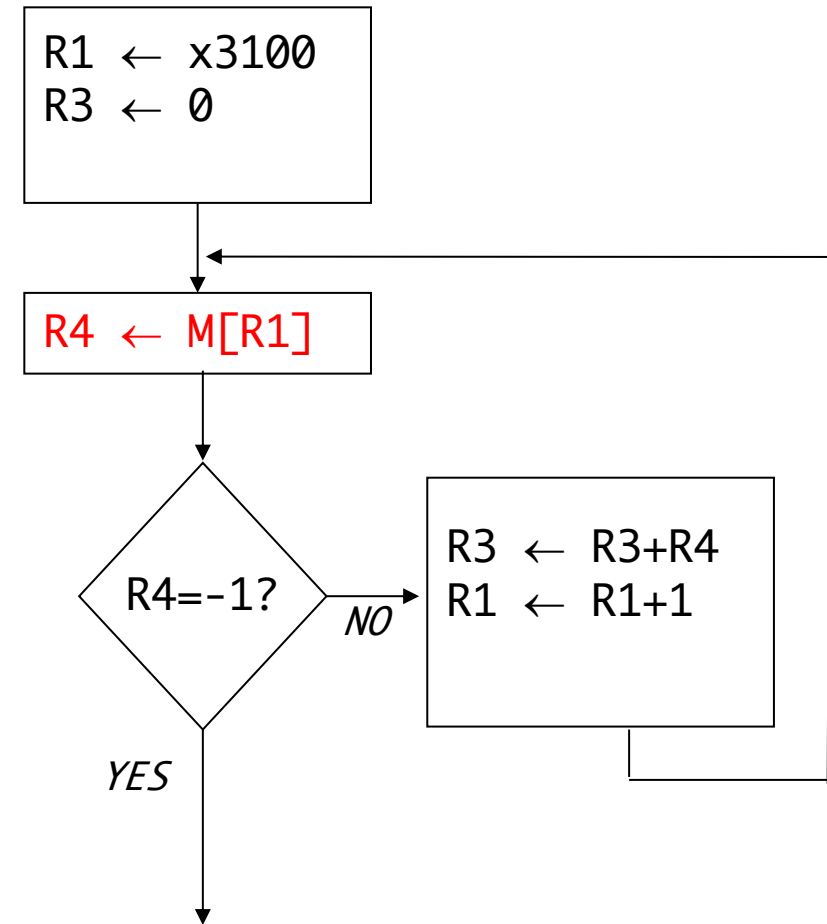 R1 ← x3100
R3 ← 0
R4 ← M[R1]
R4=-1?
NO
R3 ← R3+R4
R1 ← R1+1
YES